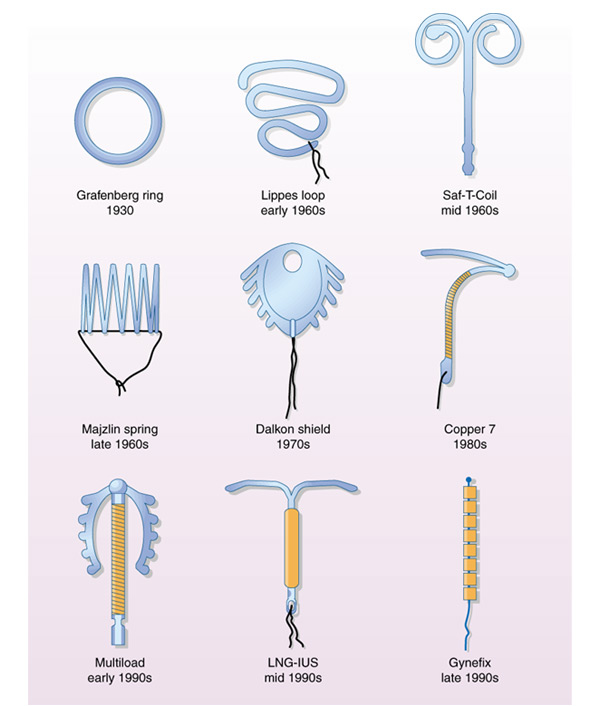 Grafenberg ring
1930
Lippes loop
early 1960s
Saf-T-Coil
mid 1960s
Majzlin spring
late 1960s
Dalkon shield
1970s
Copper 7
1980s
Multiload
early 1990s
LNG-IUS
mid 1990s
Gynefix
late 1990s